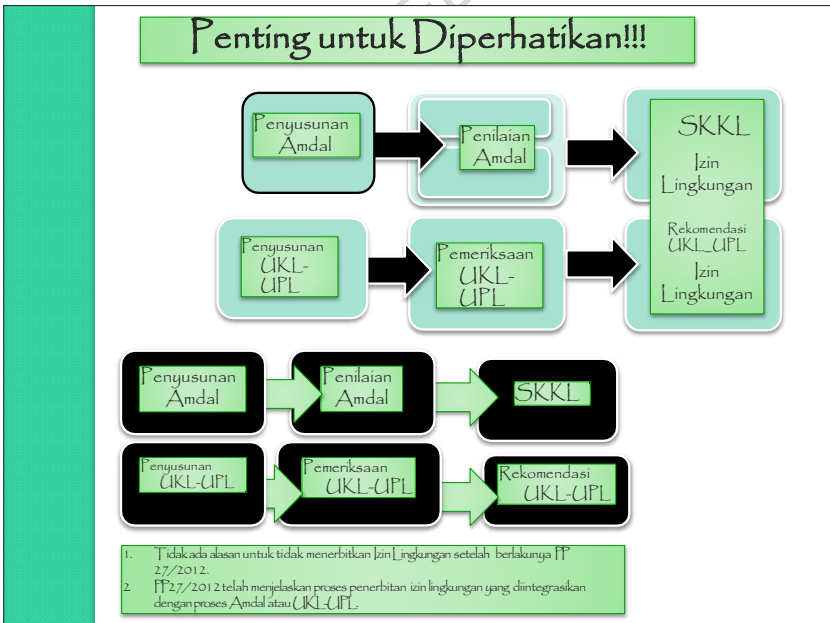 Penting untuk Diperhatikan!!!
Penyusunan
Amdal
Penilaian
Amdal
SKKL
Izin
Lingkungan
Penyusunan
UKL-
UPL
Pemeriksaan
UKL-
UPL
Rekomendasi
UKL_UPL
Izin
Lingkungan
Penyusunan
Amdal
Penilaian
Amdal
SKKL
Penyusunan
UKL-UPL
Pemeriksaan
UKL-UPL
Rekomendasi
UKL-UPL
1. Tidak ada alasan untuk tidak menerbitkan Izin Lingkungan setelah berlakunya PP
27/2012.
2 PP27/2012 telah menjelaskan proses penerbitan izin lingkungan yang diintegrasikan
dengan proses Amdal atau UKL-UPL.